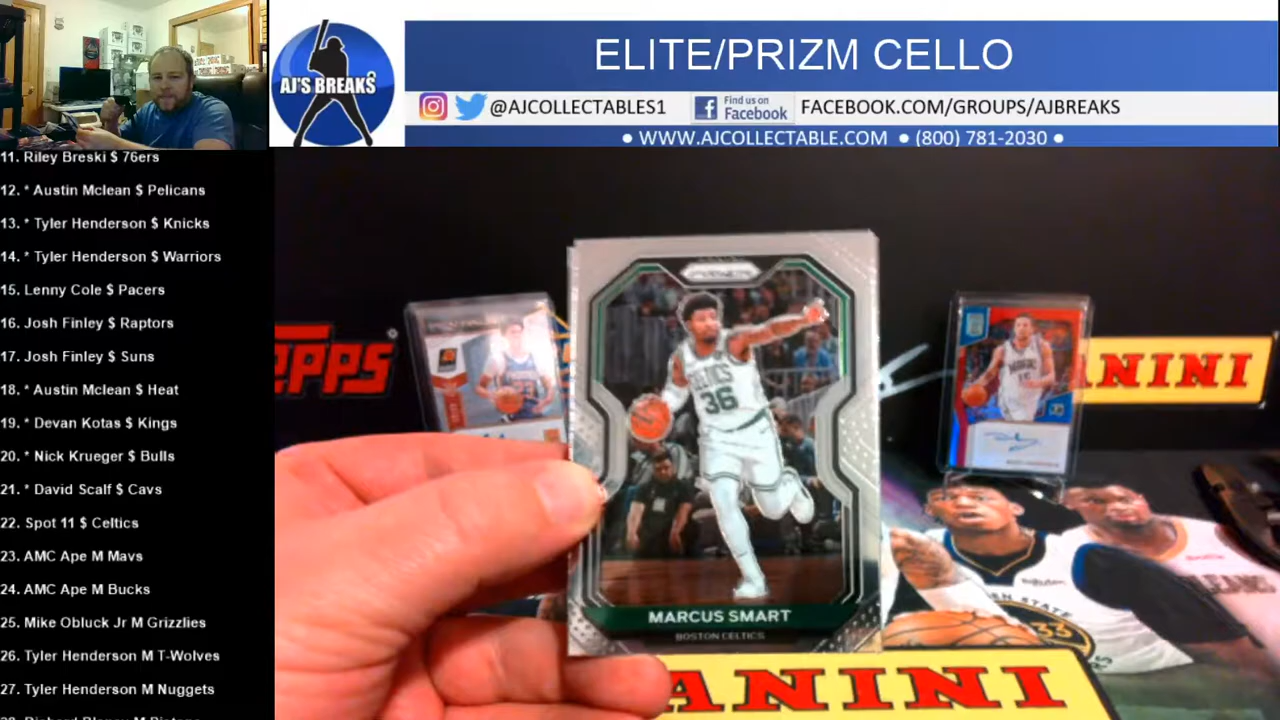 ELITE/PRIZM CELLO
AJ'S BREAKS
@AJCOLLECTABLES1
Find us on
Facebook
FACEBOOK.COM/GROUPS/AJBREAKS
● WWW.AJCOLLECTABLE.COM ● (800) 781-2030 ●
11. Riley Breski $ 76ers
12. * Austin Mclean $ Pelicans
13. * Tyler Henderson $ Knicks
14. * Tyler Henderson $ Warriors
15. Lenny Cole $ Pacers
16. Josh Finley $ Raptors
17. Josh Finley $ Suns
18. * Austin Mclean $ Heat
19. * Devan Kotas $ Kings
20. * Nick Krueger $ Bulls
21. * David Scalf $ Cavs
22. Spot 11 $ Celtics
23. AMC Ape M Mavs
24. AMC Ape M Bucks
25. Mike Obluck Jr M Grizzlies
26. Tyler Henderson M T-Wolves
27. Tyler Henderson M Nuggets
PRIZM
CELTICS
36
MARCUS SMART
BOSTON CELTICS
OPPS
PANINI
33
ANINI